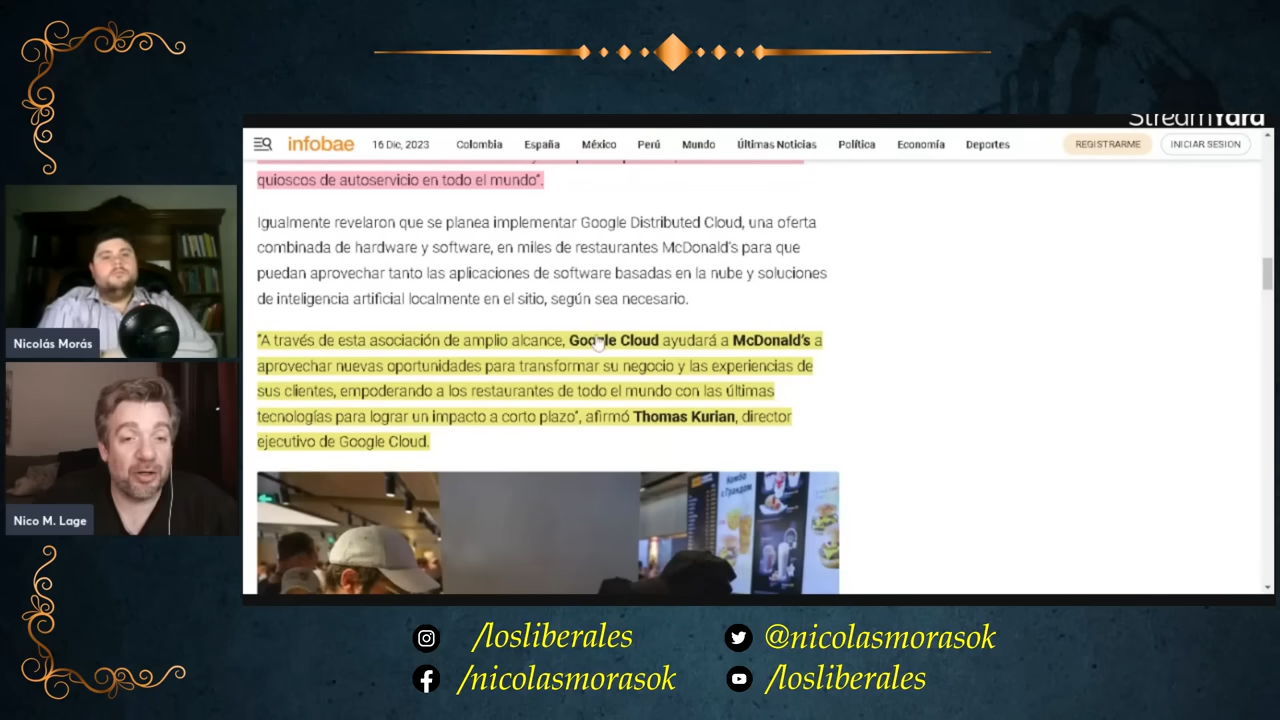 StreamYard
infobae 16 Dic, 2023 Colombia España México Perú Mundo Últimas Noticias Política Economía Deportes REGISTRARME INICIAR SESION
quioscos de autoservicio en todo el mundo”.
Igualmente revelaron que se planea implementar Google Distributed Cloud, una oferta
combinada de hardware y software, en miles de restaurantes McDonald’s para que
puedan aprovechar tanto las aplicaciones de software basadas en la nube y soluciones
de inteligencia artificial localmente en el sitio, según sea necesario.
“A través de esta asociación de amplio alcance, Google Cloud ayudará a McDonald’s a
aprovechar nuevas oportunidades para transformar su negocio y las experiencias de
sus clientes, empoderando a los restaurantes de todo el mundo con las últimas
tecnologías para lograr un impacto a corto plazo”, afirmó Thomas Kurian, director
ejecutivo de Google Cloud.
Nicolás Morás
Nico M. Lage
Комбо
с Грандом
/losliberales
@nicolasmorasok
/nicolasmorasok
/losliberales